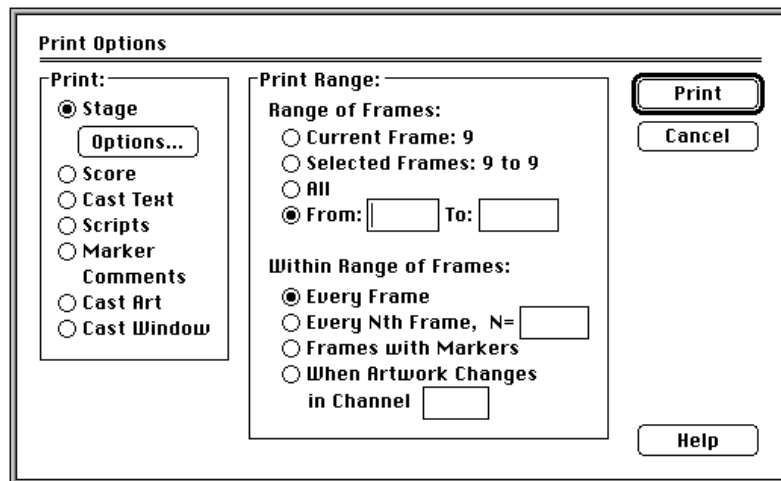 Print Options
Print:
Stage
Options...
Score
Cast Text
Scripts
Marker
Comments
Cast Art
Cast Window
Print Range:
Range of Frames:
Current Frame: 9
Selected Frames: 9 to 9
All
From: To:
Within Range of Frames:
Every Frame
Every Nth Frame, N=
Frames with Markers
When Artwork Changes
in Channel
Print
Cancel
Help